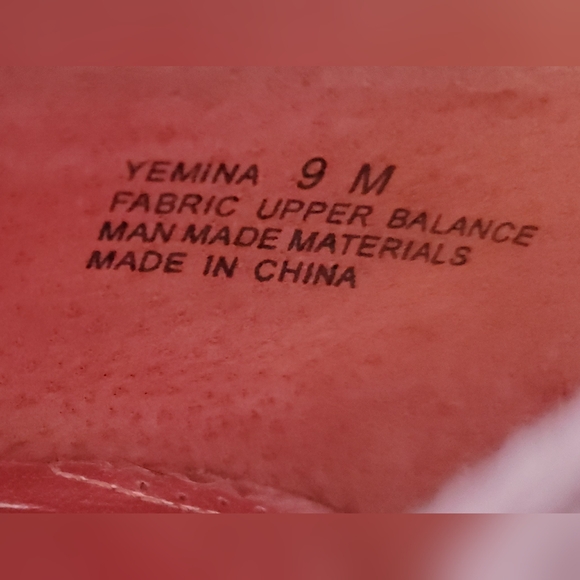 YEMINA 9 M
FABRIC UPPER BALANCE
MAN MADE MATERIALS
MADE IN CHINA